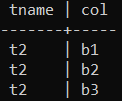 tname | col
-------+-----
t2 | b1
t2 | b2
t2 | b3